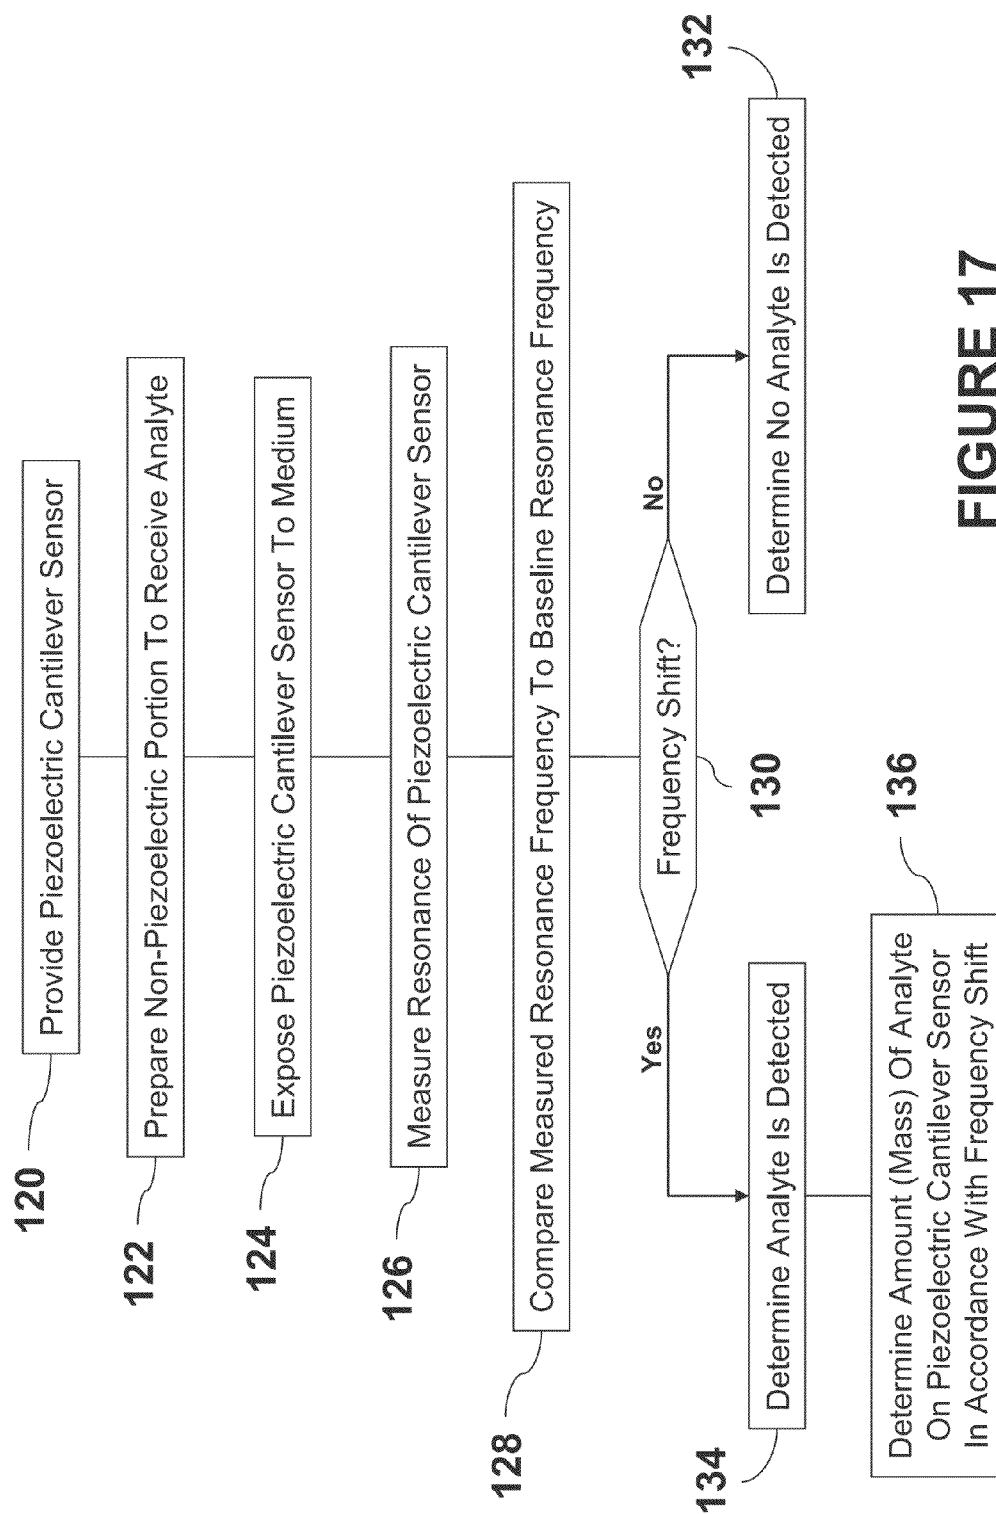 120
Provide Piezoelectric Cantilever Sensor
122
Prepare Non-Piezoelectric Portion To Receive Analyte
124
Expose Piezoelectric Cantilever Sensor To Medium
126
Measure Resonance Of Piezoelectric Cantilever Sensor
128
Compare Measured Resonance Frequency To Baseline Resonance Frequency
Yes
Frequency Shift?
No
130
134
Determine Analyte Is Detected
Determine No Analyte Is Detected
132
Determine Amount (Mass) Of Analyte
On Piezoelectric Cantilever Sensor
In Accordance With Frequency Shift
136
FIGURE 17